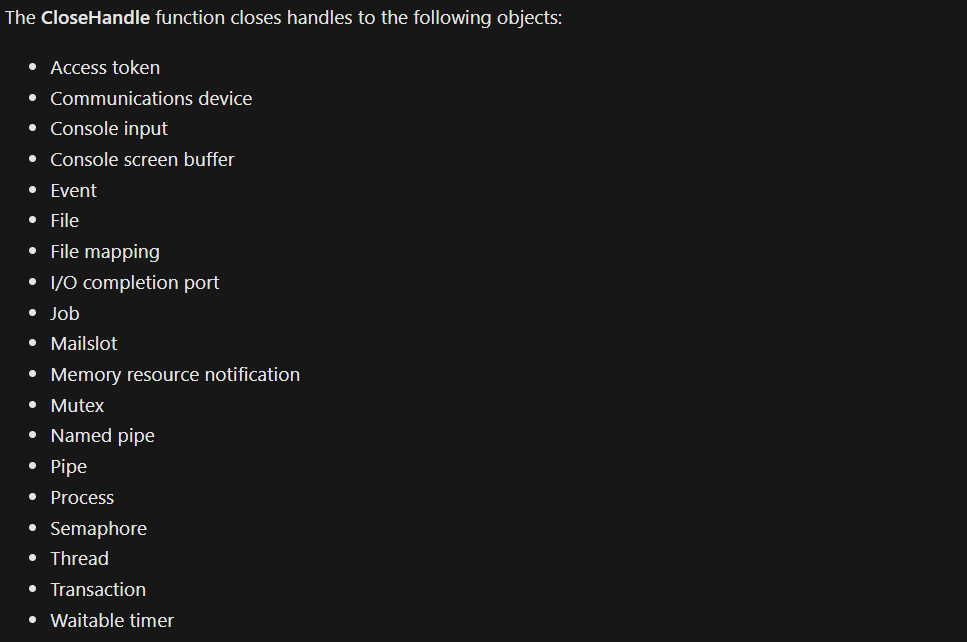 The CloseHandle function closes handles to the following objects:
Access token
Communications device
Console input
Console screen buffer
Event
File
File mapping
I/O completion port
Job
Mailslot
Memory resource notification
Mutex
Named pipe
Pipe
Process
Semaphore
Thread
Transaction
Waitable timer